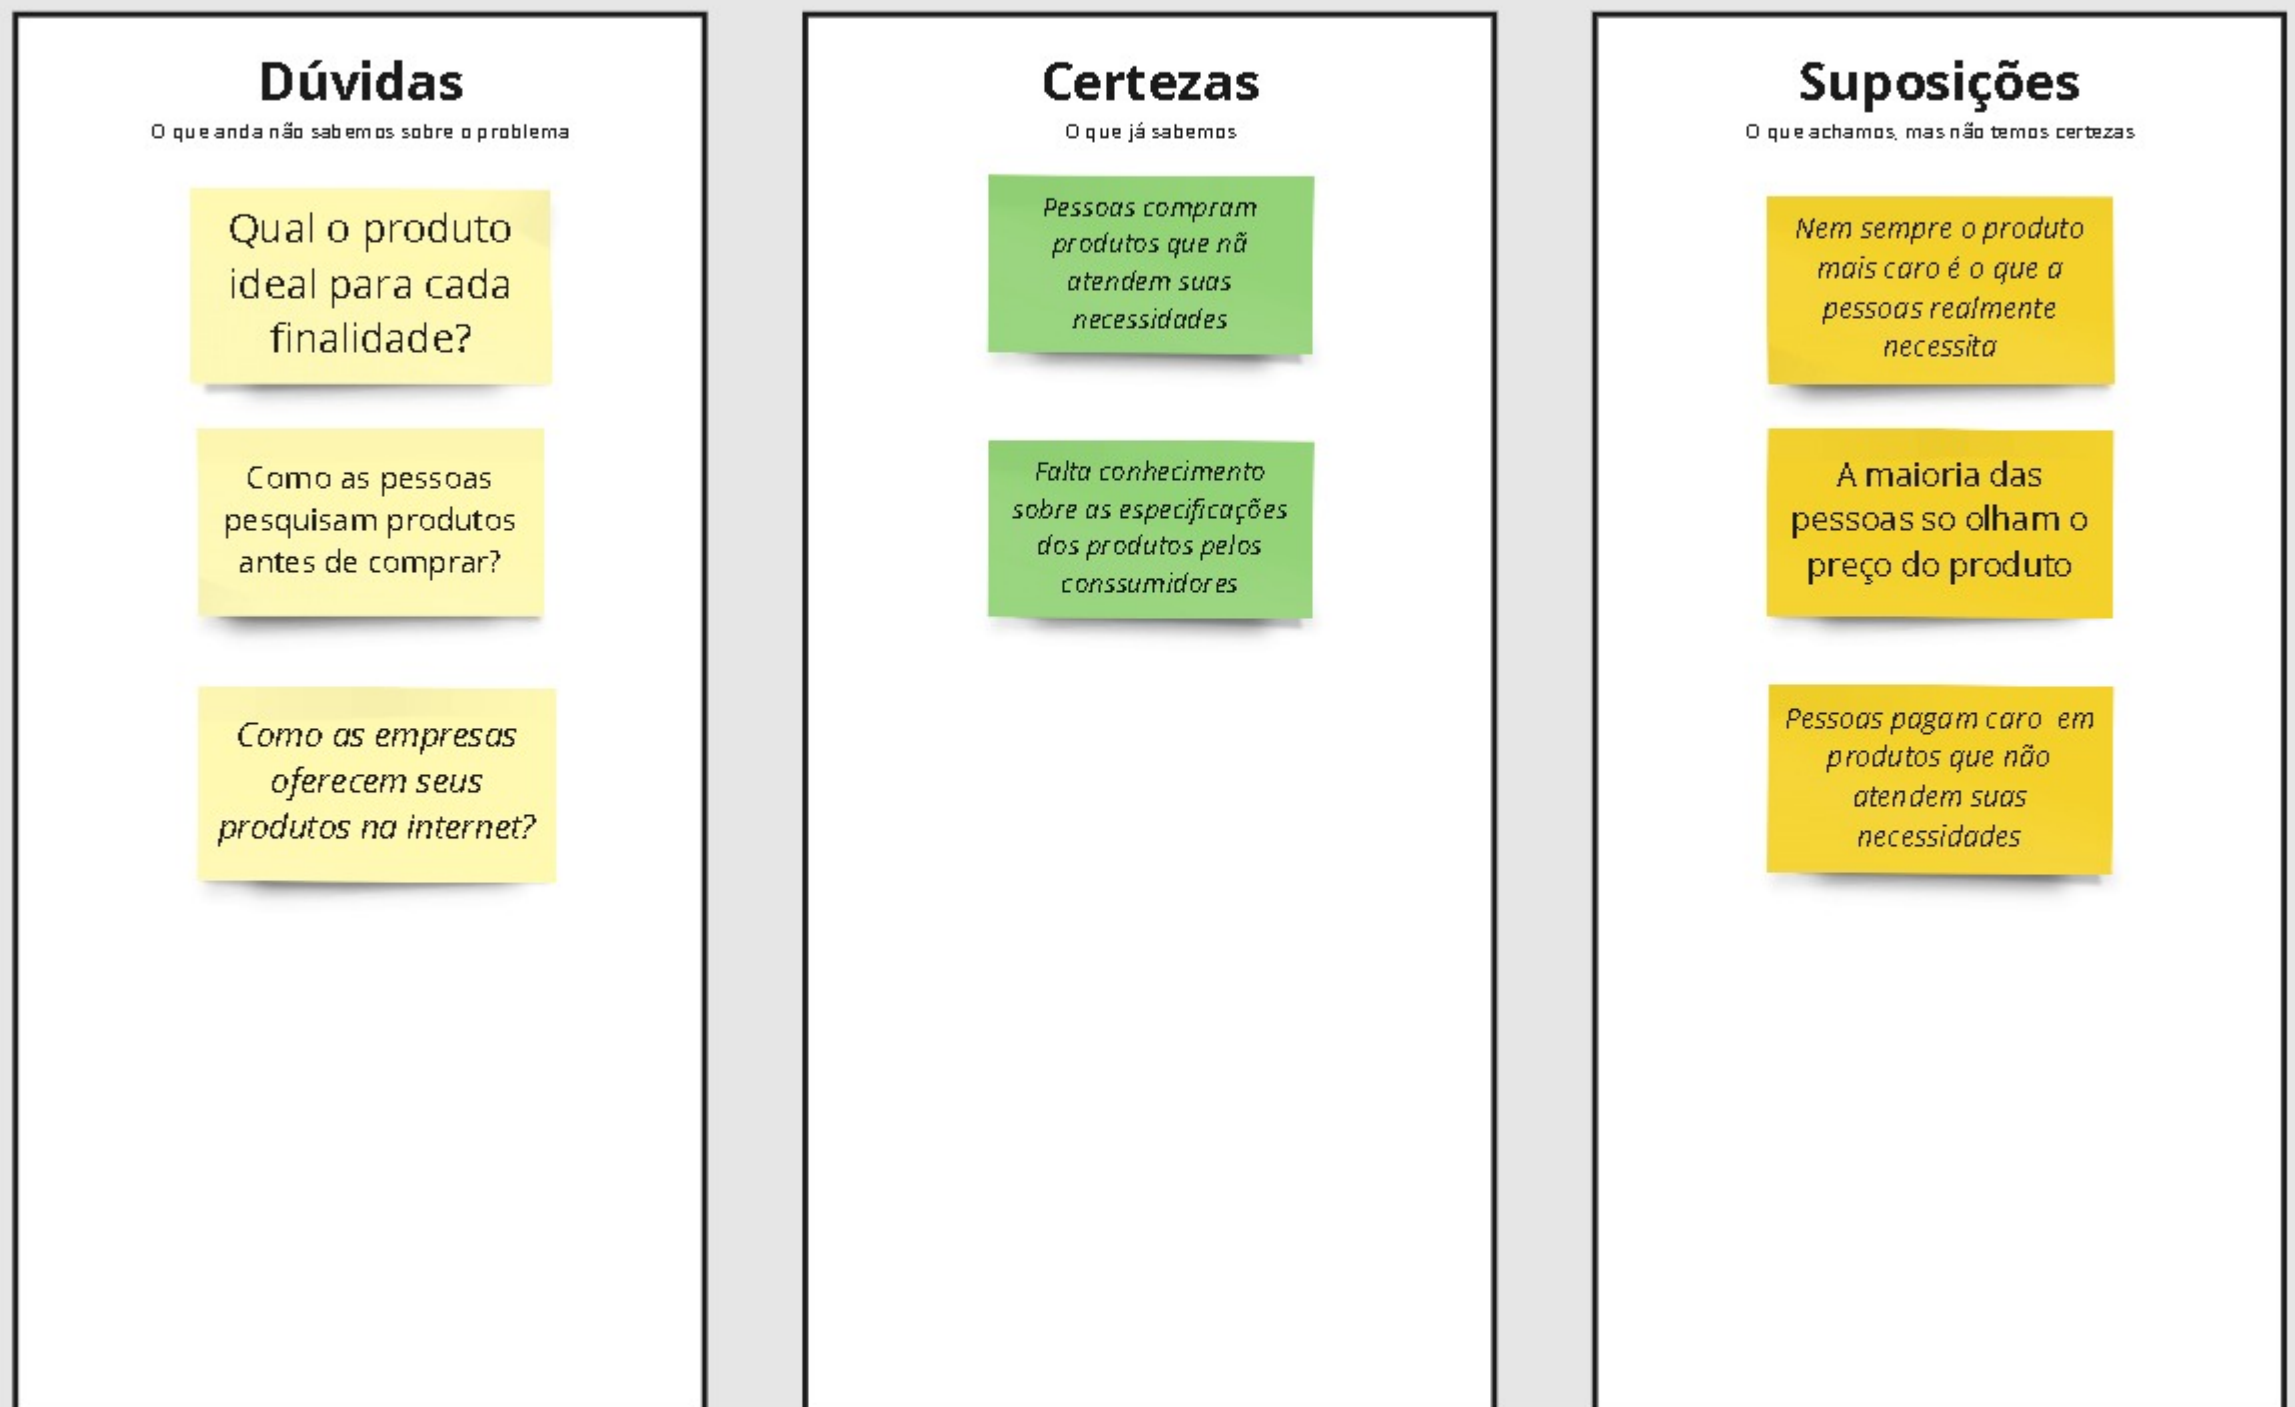 Dúvidas
O que anda não sabemos sobre o problema
Qual o produto
ideal para cada
finalidade?
Como as pessoas
pesquisam produtos
antes de comprar?
Como as empresas
oferecem seus
produtos na internet?
Certezas
O que já sabemos
Pessoas compram
produtos que nã
atendem suas
necessidades
Falta conhecimento
sobre as especificações
dos produtos pelos
conssumidores
Suposições
O que achamos, mas não temos certezas
Nem sempre o produto
mais caro é o que a
pessoas realmente
necessita
A maioria das
pessoas so olham o
preço do produto
Pessoas pagam caro em
produtos que não
atendem suas
necessidades